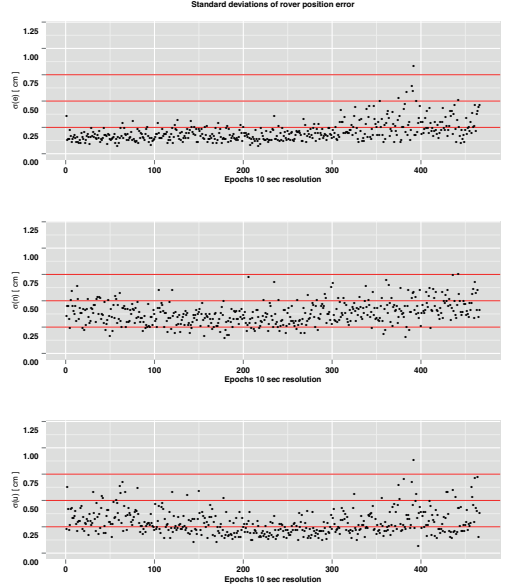 Standard deviations of rover position error
1.25
1.00
0.75
0.50
0.25
0.00
σ(e) [ cm ]
0 100 200 300 400
Epochs 10 sec resolution
1.25
1.00
0.75
0.50
0.25
0.00
σ(n) [ cm ]
0 100 200 300 400
Epochs 10 sec resolution
1.25
1.00
0.75
0.50
0.25
0.00
σ(u) [ cm ]
0 100 200 300 400
Epochs 10 sec resolution